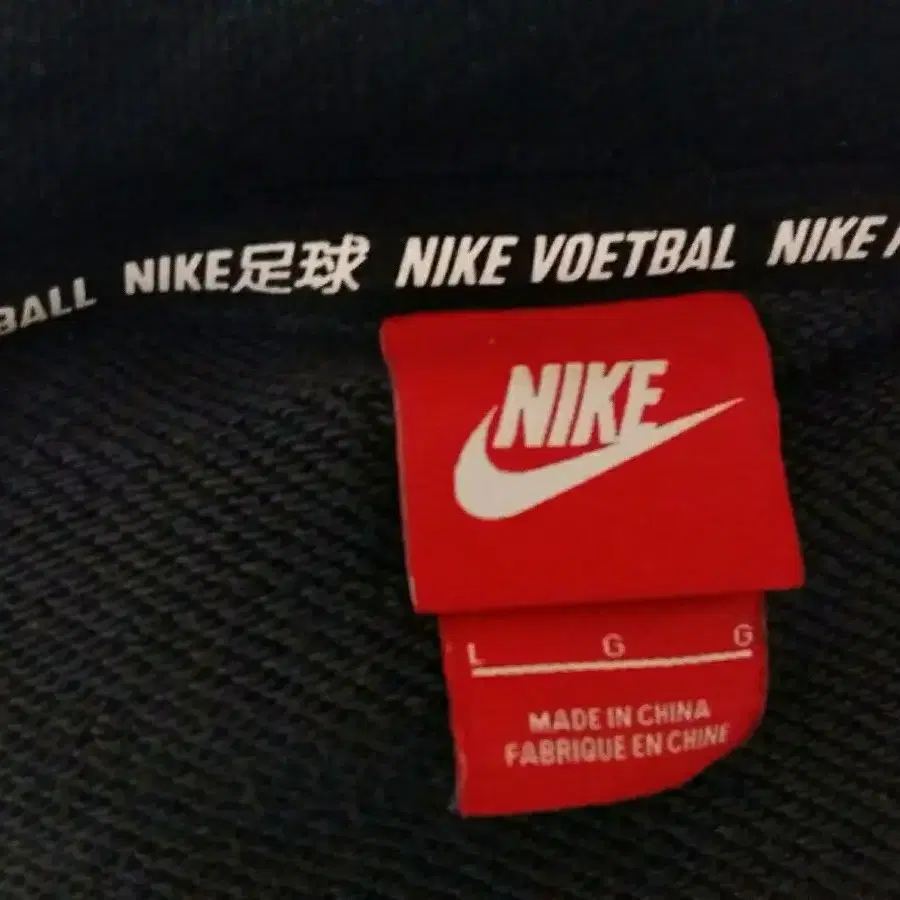 BALL NIKE足球 NIKE VOETBAL NIKE
NIKE
L G G
MADE IN CHINA
FABRIQUE EN CHINE